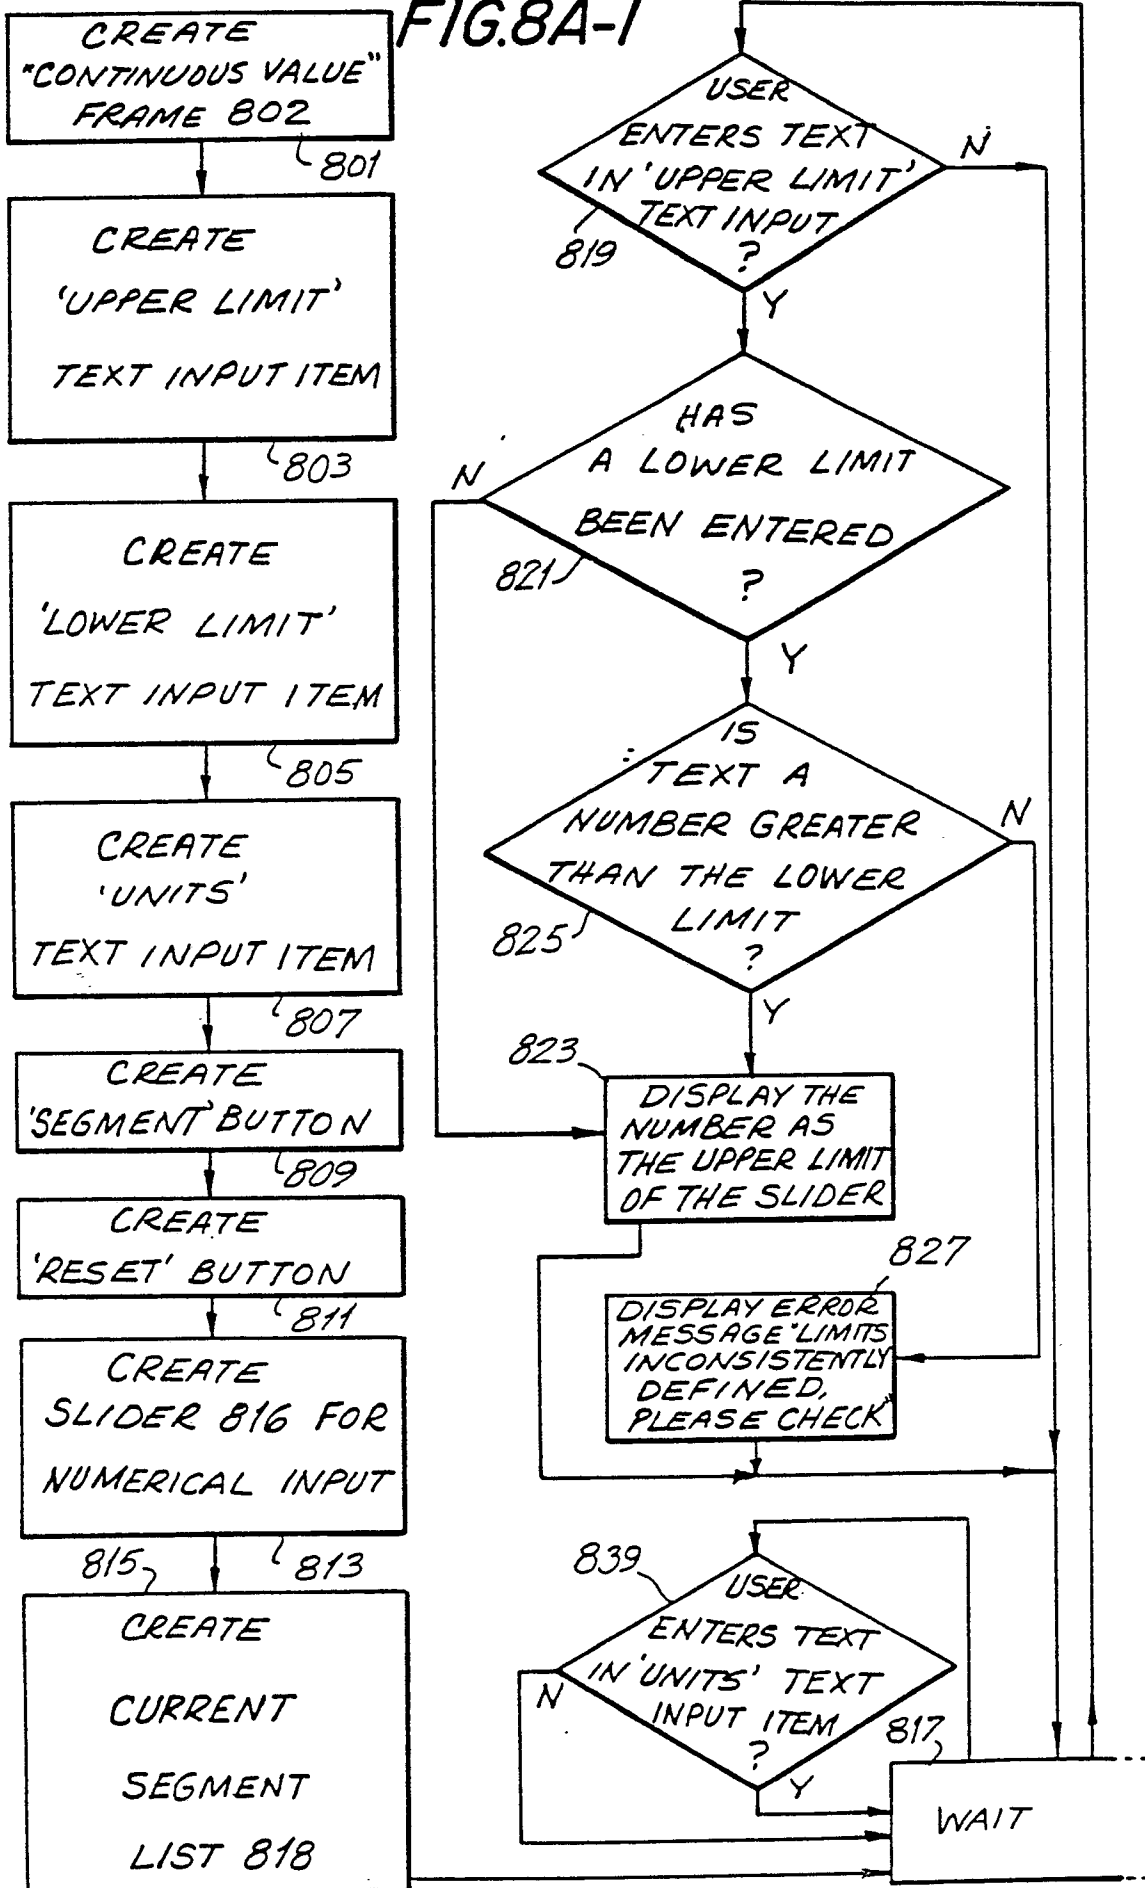 FIG.8A-1
CREATE
"CONTINUOUS VALUE"
FRAME 802
801
CREATE
'UPPER LIMIT'
TEXT INPUT ITEM
803
CREATE
'LOWER LIMIT'
TEXT INPUT ITEM
805
CREATE
'UNITS'
TEXT INPUT ITEM
807
CREATE
'SEGMENT' BUTTON
809
CREATE
'RESET' BUTTON
811
CREATE
SLIDER 816 FOR
NUMERICAL INPUT
813
815
CREATE
CURRENT
SEGMENT
LIST 818
USER
ENTERS TEXT
IN 'UPPER LIMIT'
TEXT INPUT
?
N
819
Y
HAS
A LOWER LIMIT
BEEN ENTERED
?
N
821
Y
IS
TEXT A
NUMBER GREATER
THAN THE LOWER
LIMIT
?
N
825
Y
823
DISPLAY THE
NUMBER AS
THE UPPER LIMIT
OF THE SLIDER
827
DISPLAY ERROR
MESSAGE "LIMITS
INCONSISTENTLY
DEFINED,
PLEASE CHECK"
839
USER
ENTERS TEXT
IN 'UNITS' TEXT
INPUT ITEM
?
N
Y
817
WAIT